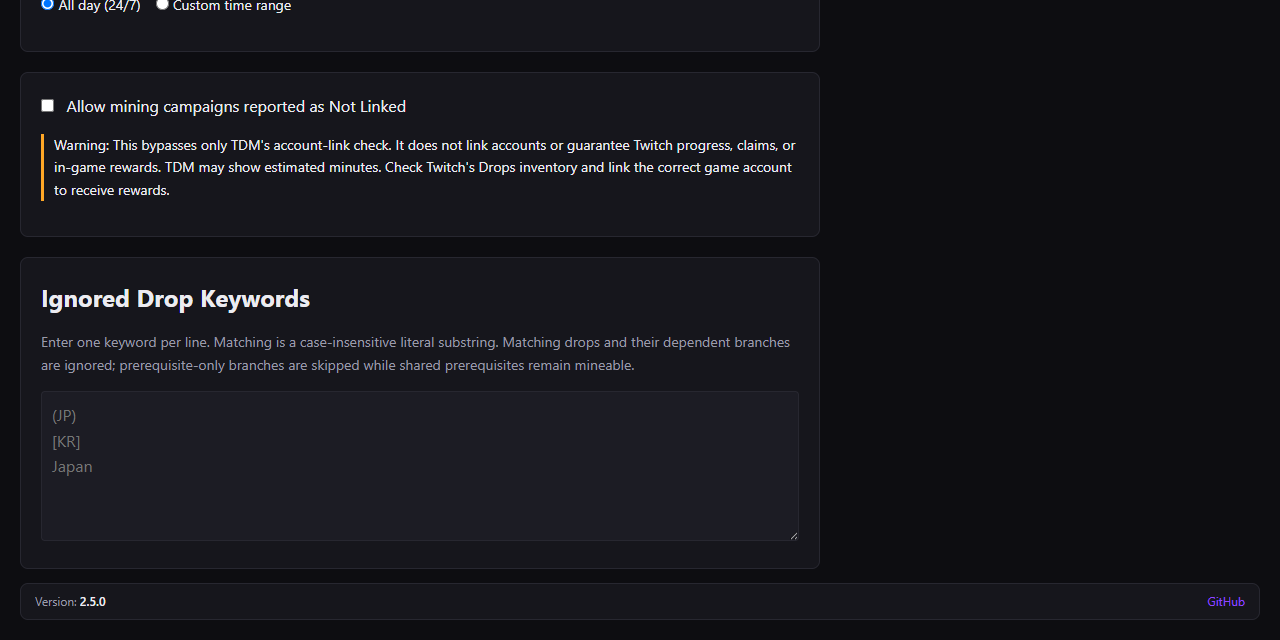 All day (24/7) Custom time range
Allow mining campaigns reported as Not Linked
Warning: This bypasses only TDM's account-link check. It does not link accounts or guarantee Twitch progress, claims, or
in-game rewards. TDM may show estimated minutes. Check Twitch's Drops inventory and link the correct game account
to receive rewards.
Ignored Drop Keywords
Enter one keyword per line. Matching is a case-insensitive literal substring. Matching drops and their dependent branches
are ignored; prerequisite-only branches are skipped while shared prerequisites remain mineable.
(JP)
[KR]
Japan
Version: 2.5.0 GitHub